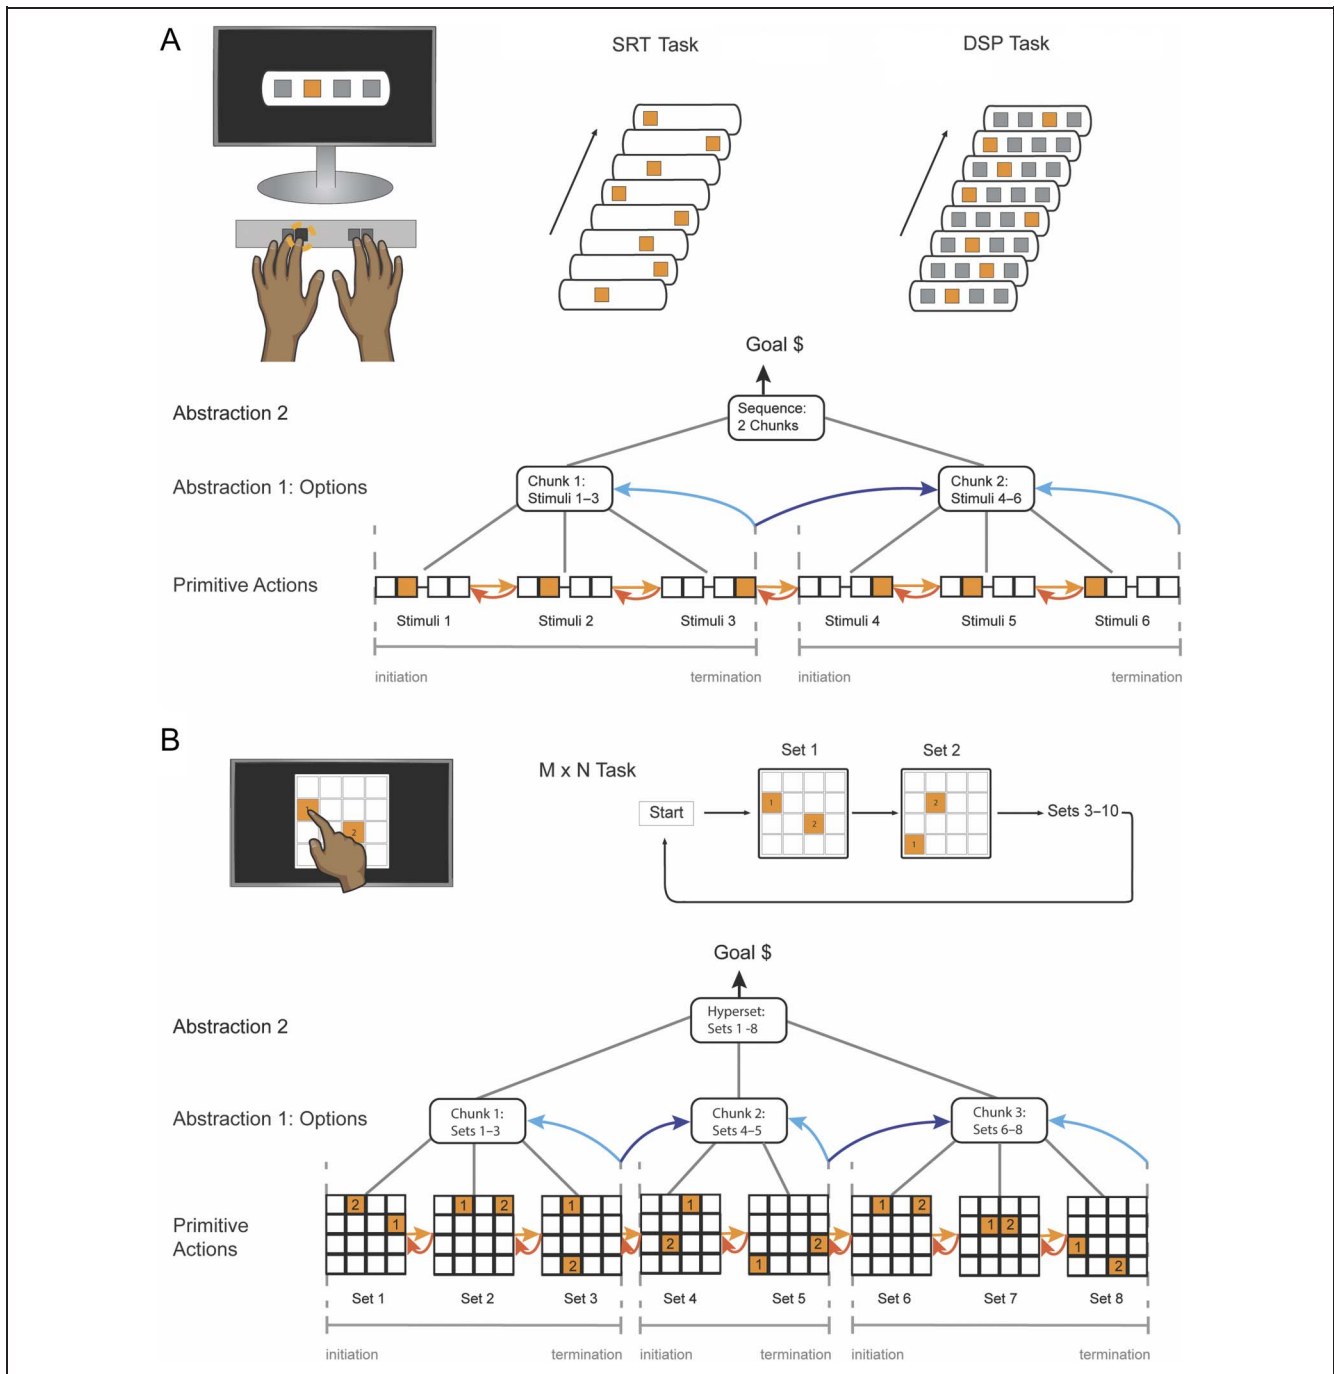 A
SRT Task
DSP Task
Goal $
Abstraction 2
Sequence:
2 Chunks
Abstraction 1: Options
Chunk 1:
Stimuli 1–3
Chunk 2:
Stimuli 4–6
Primitive Actions
Stimuli 1
Stimuli 2
Stimuli 3
Stimuli 4
Stimuli 5
Stimuli 6
initiation
termination
initiation
termination
B
M x N Task
Set 1
Set 2
1
2
Start
1
2
2
1
Sets 3–10
Goal $
Abstraction 2
Hyperset:
Sets 1 -8
Abstraction 1: Options
Chunk 1:
Sets 1–3
Chunk 2:
Sets 4–5
Chunk 3:
Sets 6–8
Primitive
Actions
2
1
1 2
1
2
1
2
2
1
1 2
1 2
1
2
Set 1
Set 2
Set 3
Set 4
Set 5
Set 6
Set 7
Set 8
initiation
termination
initiation
termination
initiation
termination